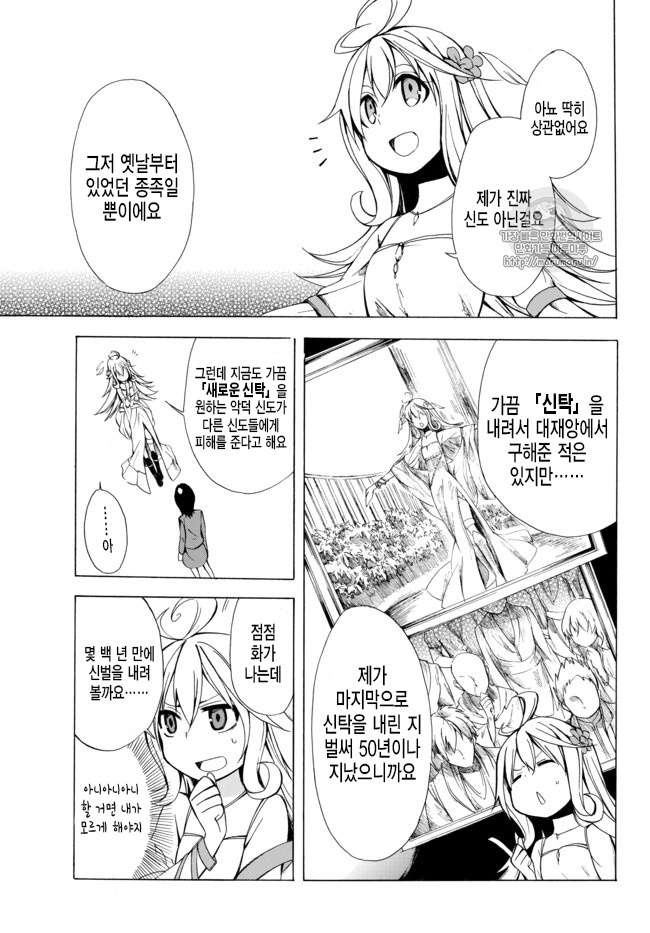 아뇨 딱히
상관없어요
제가 진짜
신도 아닌걸요
그저 옛날부터
있었던 종족일
뿐이에요
가끔 「신탁」을
내려서 대재앙에서
구해준 적은
있지만……
제가
마지막으로
신탁을 내린 지
벌써 50년이나
지났으니까요
그런데 지금도 가끔
「새로운 신탁」을
원하는 악덕 신도가
다른 신도들에게
피해를 준다고 해요
……
아
점점
화가
나는데
몇 백 년 만에
신벌을 내려
볼까요……
아니아니아니
할 거면 내가
모르게 해야지